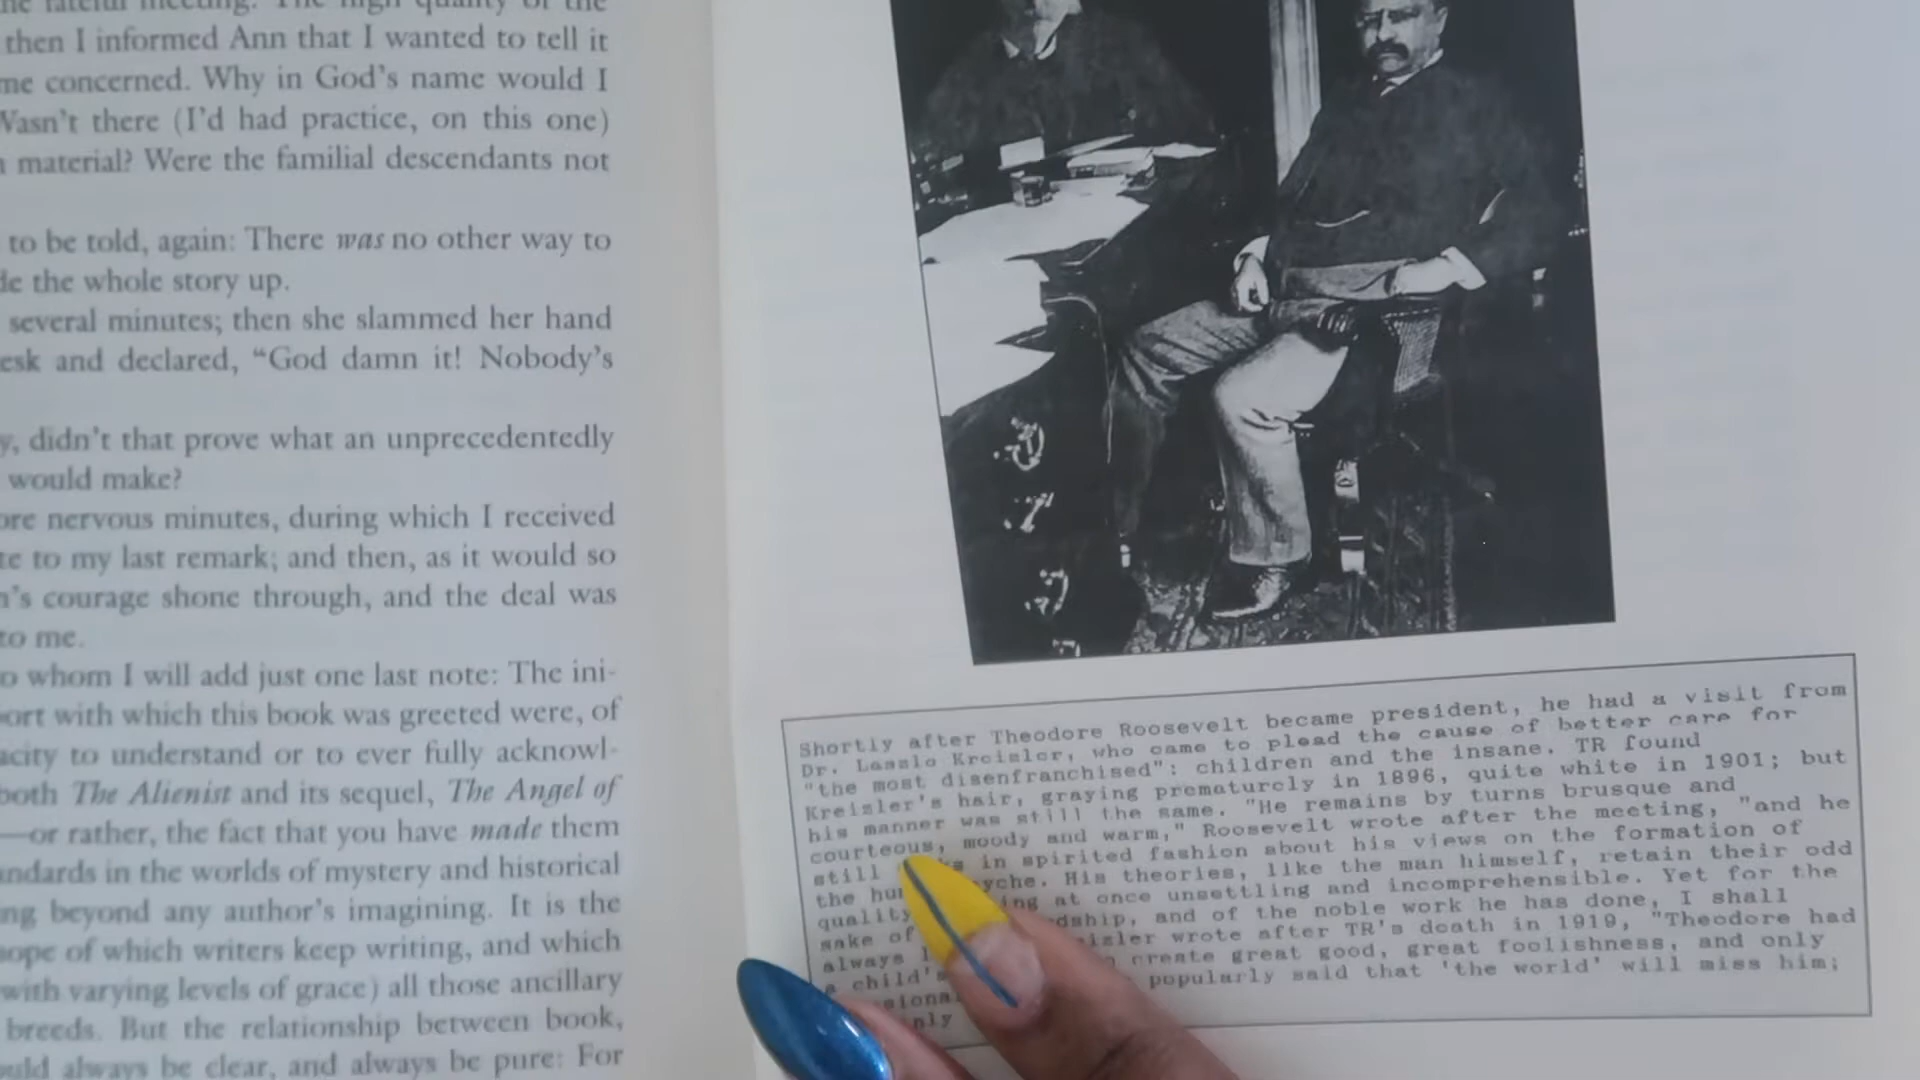 he fateful meeting. The high quality of the
then I informed Ann that I wanted to tell it
me concerned. Why in God's name would I
Wasn't there (I'd had practice, on this one)
material? Were the familial descendants not
to be told, again: There was no other way to
the whole story up.
several minutes; then she slammed her hand
esk and declared, "God damn it! Nobody's
y, didn't that prove what an unprecedentedly
would make?
ore nervous minutes, during which I received
te to my last remark; and then, as it would so
n's courage shone through, and the deal was
to me.
o whom I will add just one last note: The ini-
ort with which this book was greeted were, of
acity to understand or to ever fully acknowl-
both The Alienist and its sequel, The Angel of
—or rather, the fact that you have made them
andards in the worlds of mystery and historical
ng beyond any author's imagining. It is the
ope of which writers keep writing, and which
with varying levels of grace) all those ancillary
breeds. But the relationship between book,
uld always be clear, and always be pure: For
Shortly after Theodore Roosevelt became president, he had a visit from
Dr. Laszlo Kreizler, who came to plead the cause of better care for
"the most disenfranchised": children and the insane. TR found
Kreizler's hair, graying prematurely in 1896, quite white in 1901; but
his manner was still the same. "He remains by turns brusque and
courteous, moody and warm," Roosevelt wrote after the meeting, "and he
still in spirited fashion about his views on the formation of
the yche. His theories, like the man himself, retain their odd
quality ing at once unsettling and incomprehensible. Yet for the
sake of dship, and of the noble work he has done, I shall
always eizler wrote after TR's death in 1919, "Theodore had
a child's create great good, great foolishness, and only
sional popularly said that 'the world' will miss him;
nly